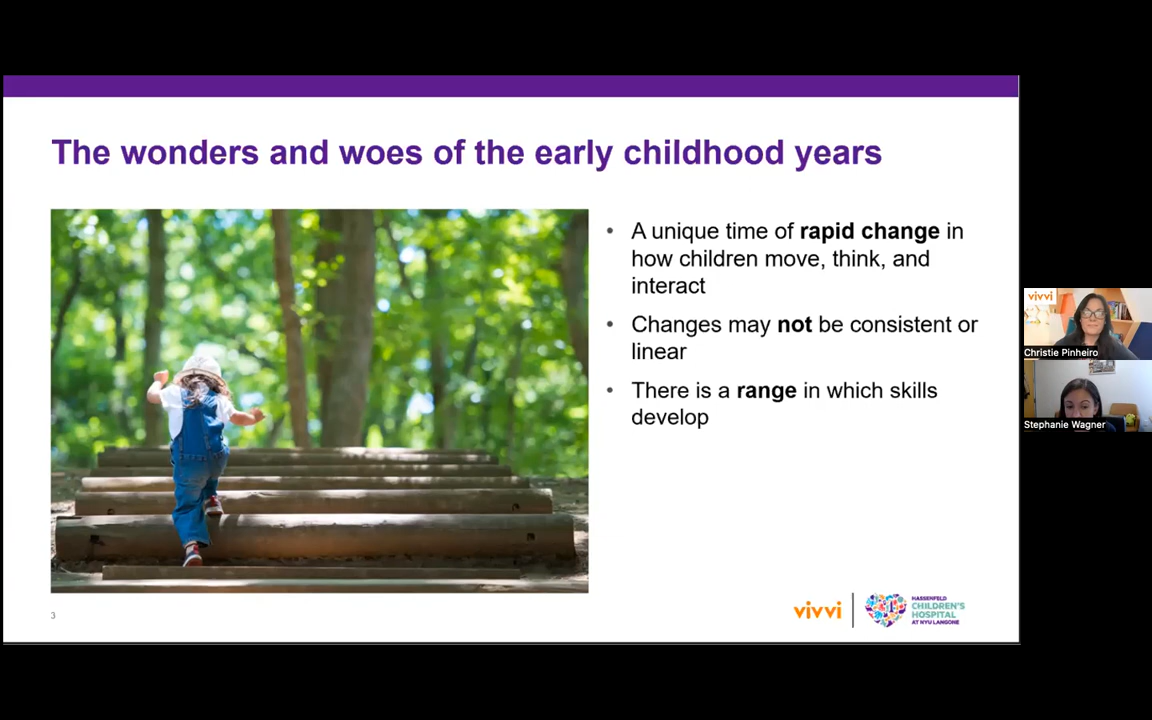 The wonders and woes of the early childhood years
• A unique time of rapid change in
how children move, think, and
interact
• Changes may not be consistent or
linear
• There is a range in which skills
develop
3
vivvi
HASSENFELD
CHILDREN'S
HOSPITAL
AT NYU LANGONE
vivvi
Christie Pinheiro
Stephanie Wagner